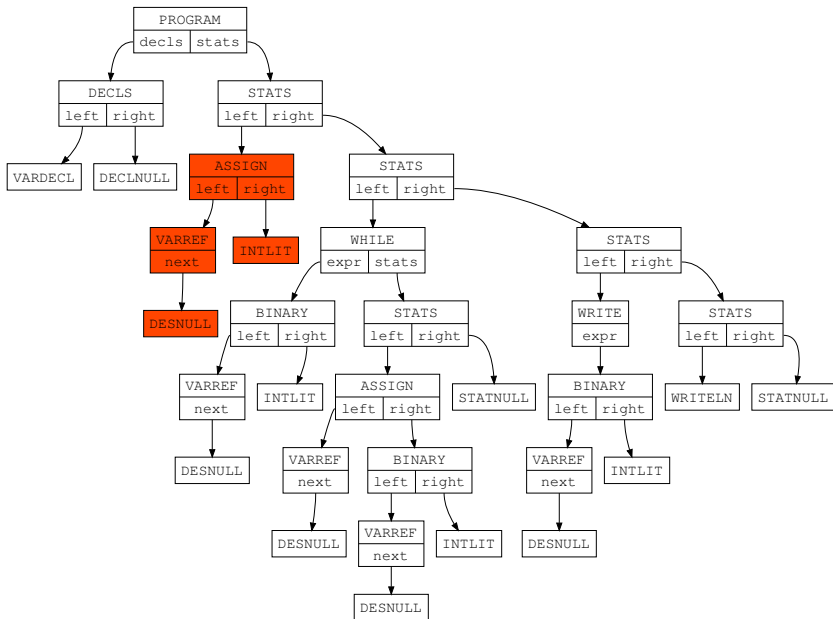 PROGRAM
decls stats
DECLS STATS
left right left right
VARDECL DECLNULL ASSIGN STATS
left right left right
VARREF INTLIT WHILE STATS
next expr stats left right
DESNULL BINARY STATS WRITE STATS
left right left right expr left right
VARREF INTLIT ASSIGN STATNULL BINARY WRITELN STATNULL
next left right left right
DESNULL VARREF BINARY VARREF INTLIT
next left right next
DESNULL VARREF INTLIT DESNULL
next
DESNULL